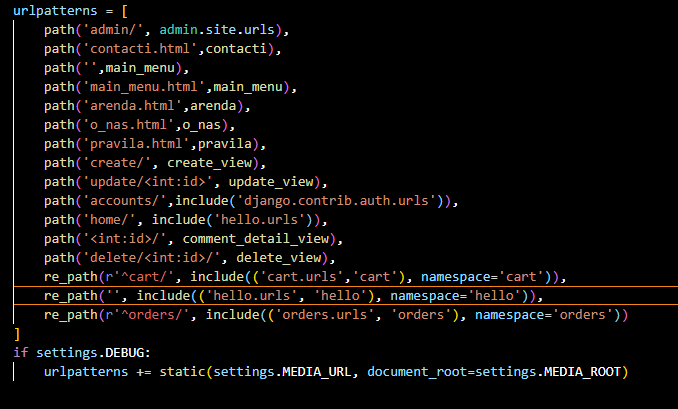 urlpatterns = [
    path('admin/', admin.site.urls),
    path('contacti.html',contacti),
    path('',main_menu),
    path('main_menu.html',main_menu),
    path('arenda.html',arenda),
    path('o_nas.html',o_nas),
    path('pravila.html',pravila),
    path('create/', create_view),
    path('update/<int:id>', update_view),
    path('accounts/',include('django.contrib.auth.urls')),
    path('home/', include('hello.urls')),
    path('<int:id>/', comment_detail_view),
    path('delete/<int:id>/', delete_view),
    re_path(r'^cart/', include(('cart.urls','cart'), namespace='cart')),
    re_path('', include(('hello.urls', 'hello'), namespace='hello')),
    re_path(r'^orders/', include(('orders.urls', 'orders'), namespace='orders'))
]
if settings.DEBUG:
    urlpatterns += static(settings.MEDIA_URL, document_root=settings.MEDIA_ROOT)